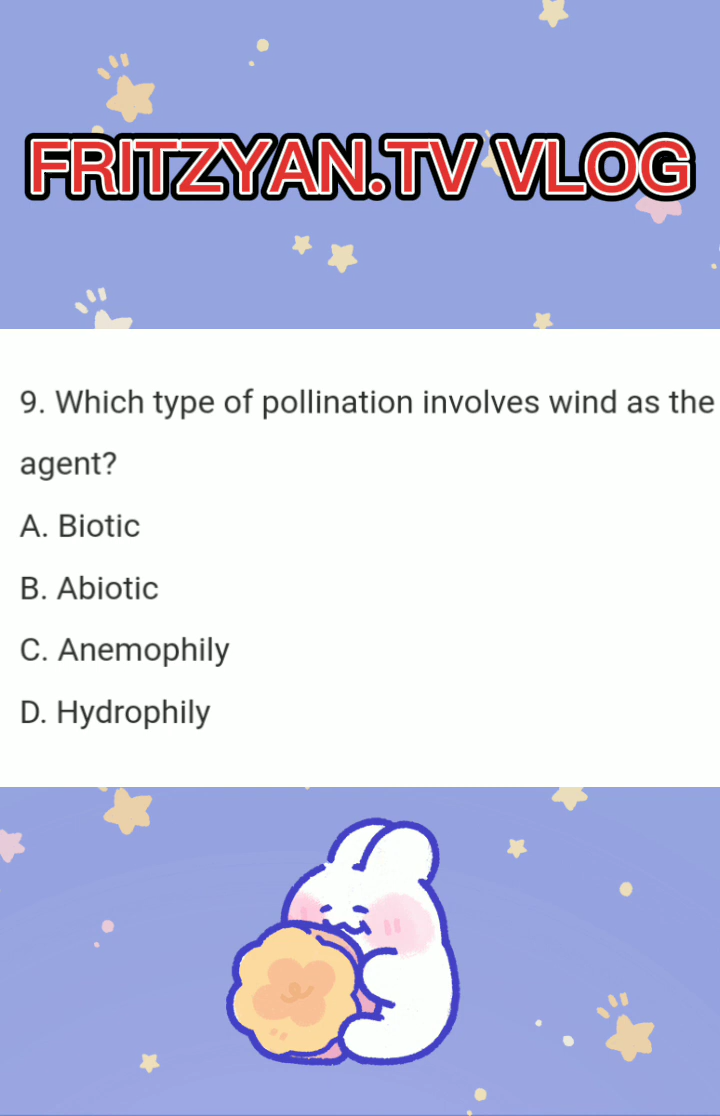 FRITZYAN.TV VLOG
9. Which type of pollination involves wind as the
agent?
A. Biotic
B. Abiotic
C. Anemophily
D. Hydrophily